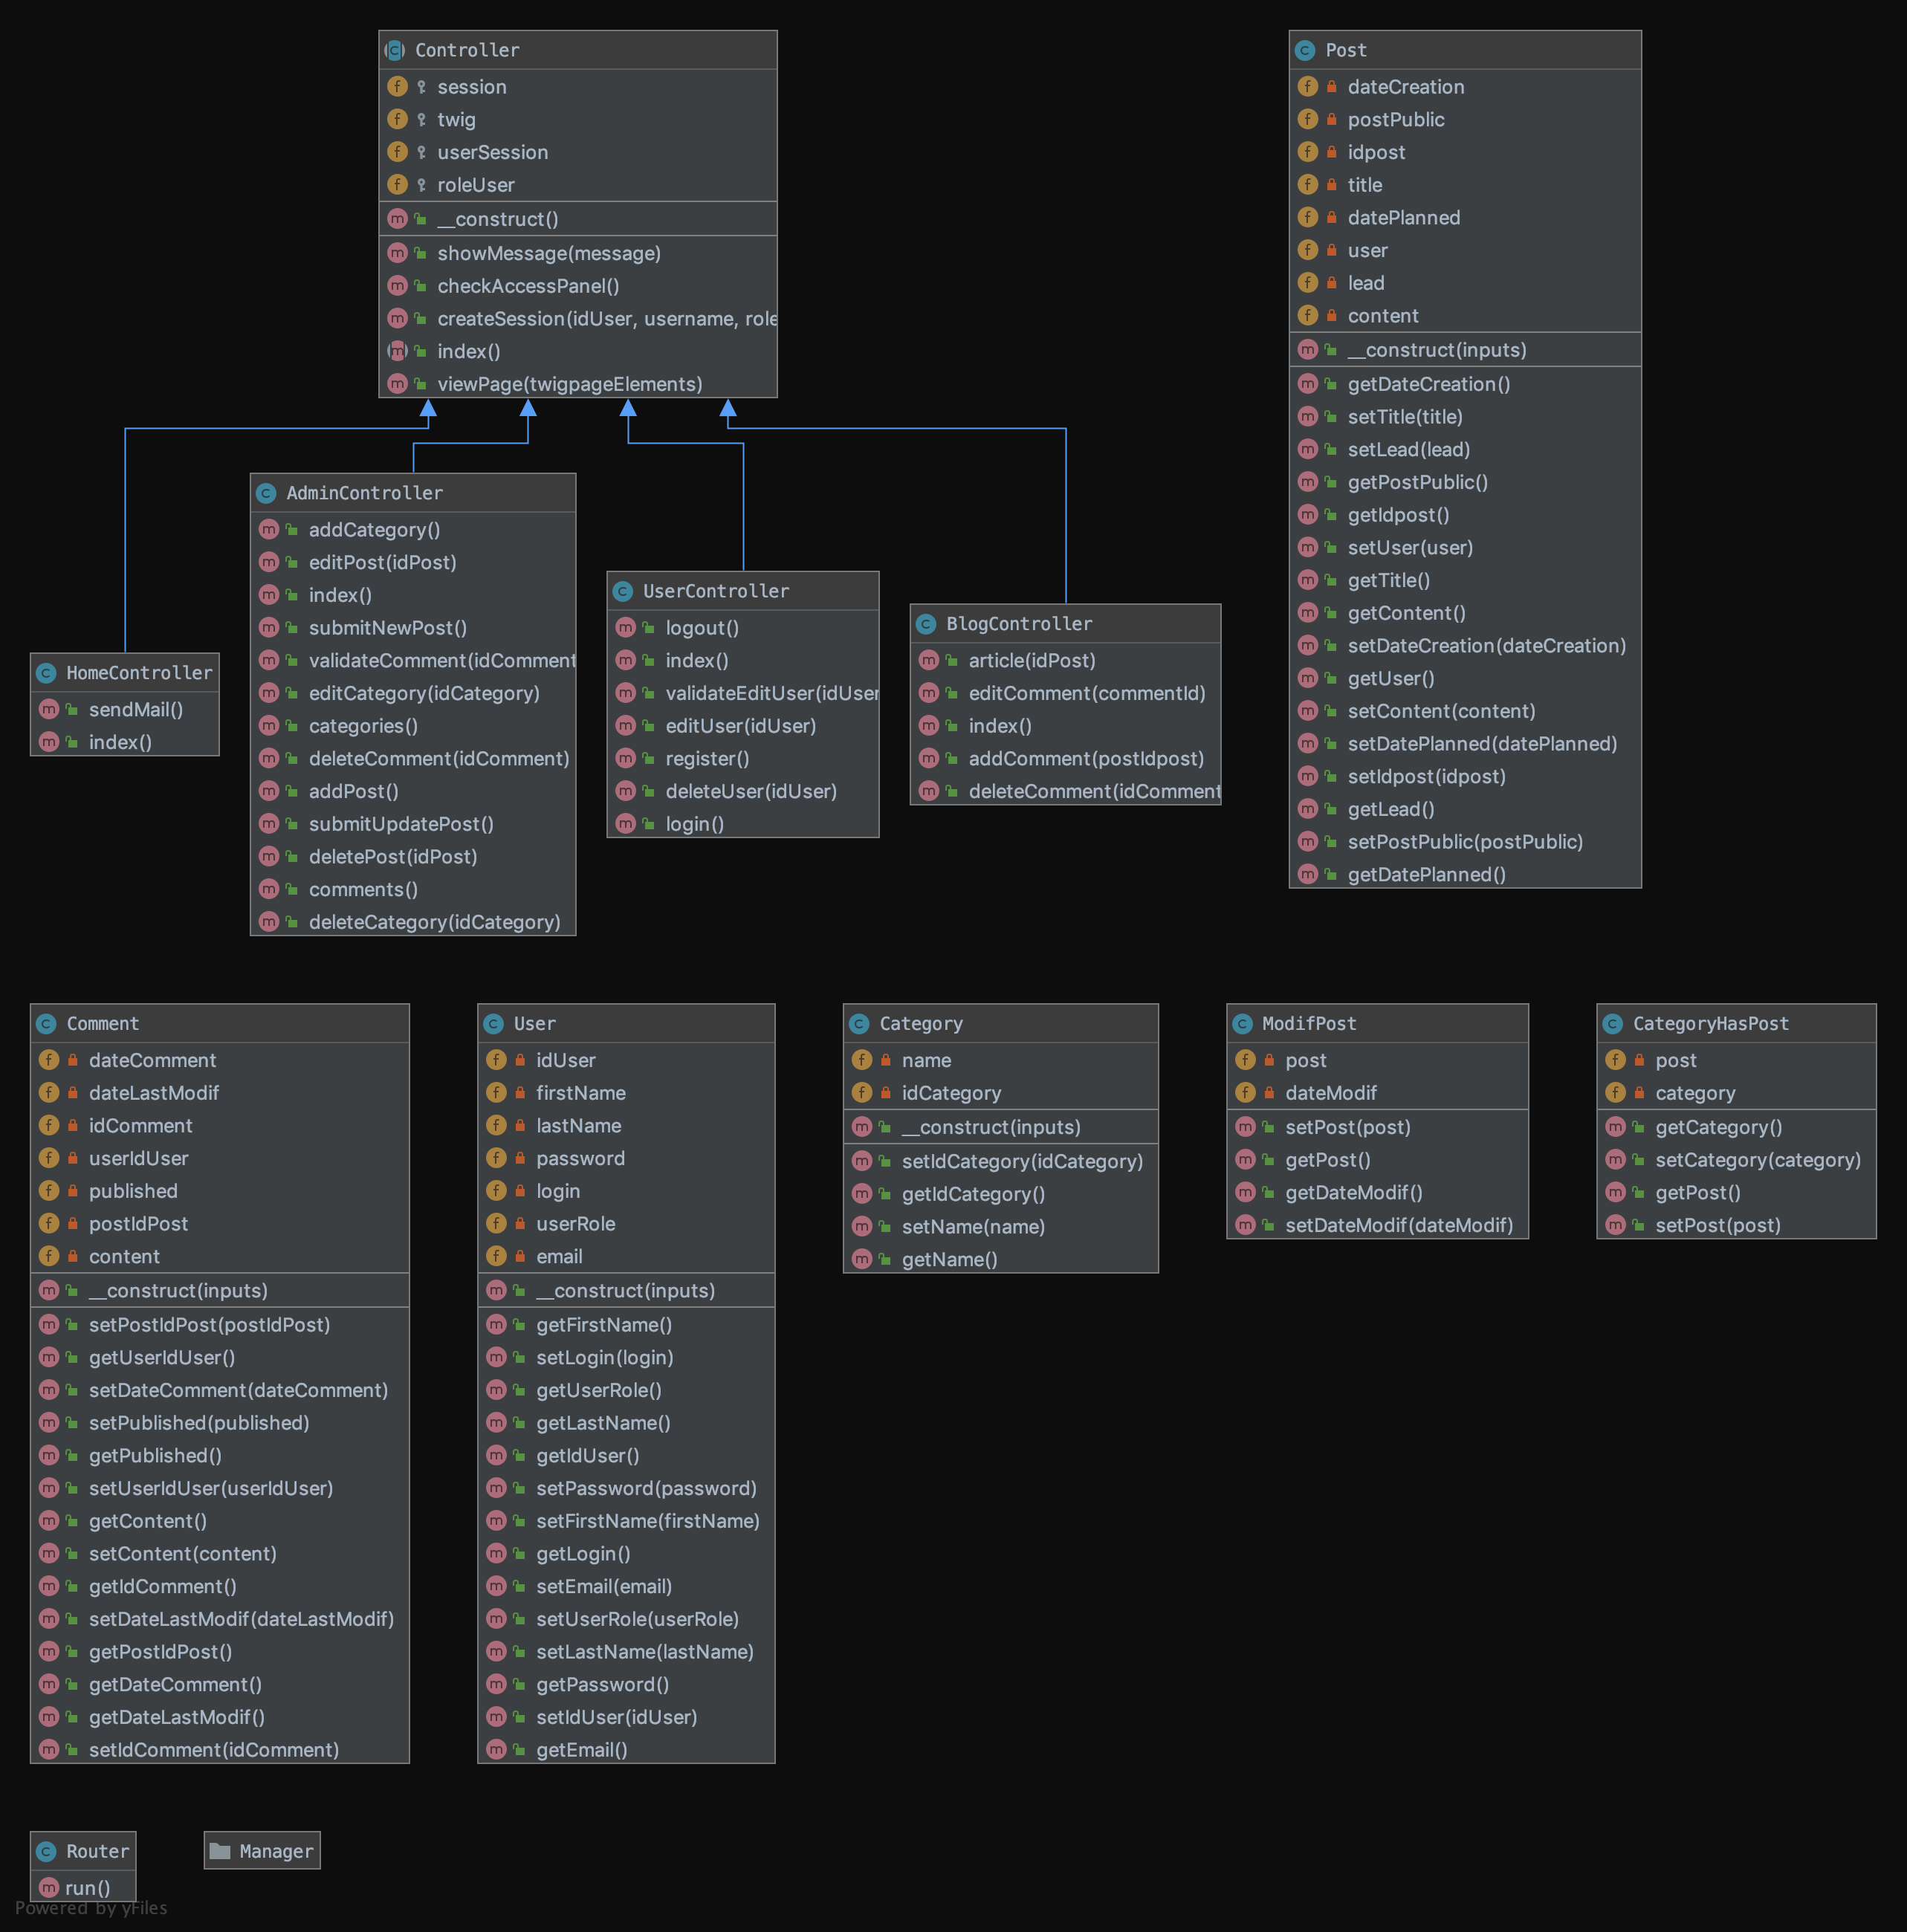 Controller
session
twig
userSession
roleUser
__construct()
showMessage(message)
checkAccessPanel()
createSession(idUser, username, role
index()
viewPage(twigpageElements)
Post
dateCreation
postPublic
idpost
title
datePlanned
user
lead
content
__construct(inputs)
getDateCreation()
setTitle(title)
setLead(lead)
getPostPublic()
getIdpost()
setUser(user)
getTitle()
getContent()
setDateCreation(dateCreation)
getUser()
setContent(content)
setDatePlanned(datePlanned)
setIdpost(idpost)
getLead()
setPostPublic(postPublic)
getDatePlanned()
HomeController
sendMail()
index()
AdminController
addCategory()
editPost(idPost)
index()
submitNewPost()
validateComment(idComment
editCategory(idCategory)
categories()
deleteComment(idComment)
addPost()
submitUpdatePost()
deletePost(idPost)
comments()
deleteCategory(idCategory)
UserController
logout()
index()
validateEditUser(idUser
editUser(idUser)
register()
deleteUser(idUser)
login()
BlogController
article(idPost)
editComment(commentId)
index()
addComment(postIdpost)
deleteComment(idComment
Comment
dateComment
dateLastModif
idComment
userIdUser
published
postIdPost
content
__construct(inputs)
setPostIdPost(postIdPost)
getUserIdUser()
setDateComment(dateComment)
setPublished(published)
getPublished()
setUserIdUser(userIdUser)
getContent()
setContent(content)
getIdComment()
setDateLastModif(dateLastModif)
getPostIdPost()
getDateComment()
getDateLastModif()
setIdComment(idComment)
User
idUser
firstName
lastName
password
login
userRole
email
__construct(inputs)
getFirstName()
setLogin(login)
getUserRole()
getLastName()
getIdUser()
setPassword(password)
setFirstName(firstName)
getLogin()
setEmail(email)
setUserRole(userRole)
setLastName(lastName)
getPassword()
setIdUser(idUser)
getEmail()
Category
name
idCategory
__construct(inputs)
setIdCategory(idCategory)
getIdCategory()
setName(name)
getName()
ModifPost
post
dateModif
setPost(post)
getPost()
getDateModif()
setDateModif(dateModif)
CategoryHasPost
post
category
getCategory()
setCategory(category)
getPost()
setPost(post)
Router
run()
Manager
Powered by yFiles